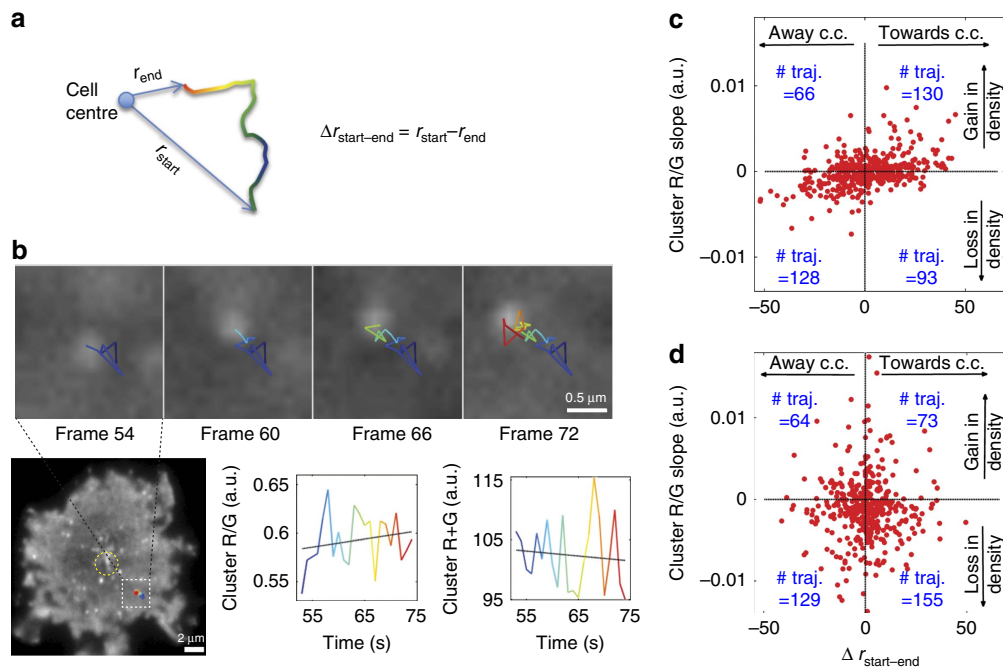 a
Cell
centre
r_end
r_start
Δr_start–end = r_start–r_end
b
Frame 54
Frame 60
Frame 66
Frame 72
0.5 μm
2 μm
Cluster R/G (a.u.)
0.65
0.6
0.55
55
65
75
Time (s)
Cluster R+G (a.u.)
115
105
95
55
65
75
Time (s)
c
Away c.c.
Towards c.c.
Cluster R/G slope (a.u.)
0.01
0
–0.01
# traj.
=66
# traj.
=130
# traj.
=128
# traj.
=93
Gain in
density
Loss in
density
–50
0
50
d
Away c.c.
Towards c.c.
Cluster R/G slope (a.u.)
0.01
0
–0.01
# traj.
=64
# traj.
=73
# traj.
=129
# traj.
=155
Gain in
density
Loss in
density
–50
0
50
Δ r_start–end